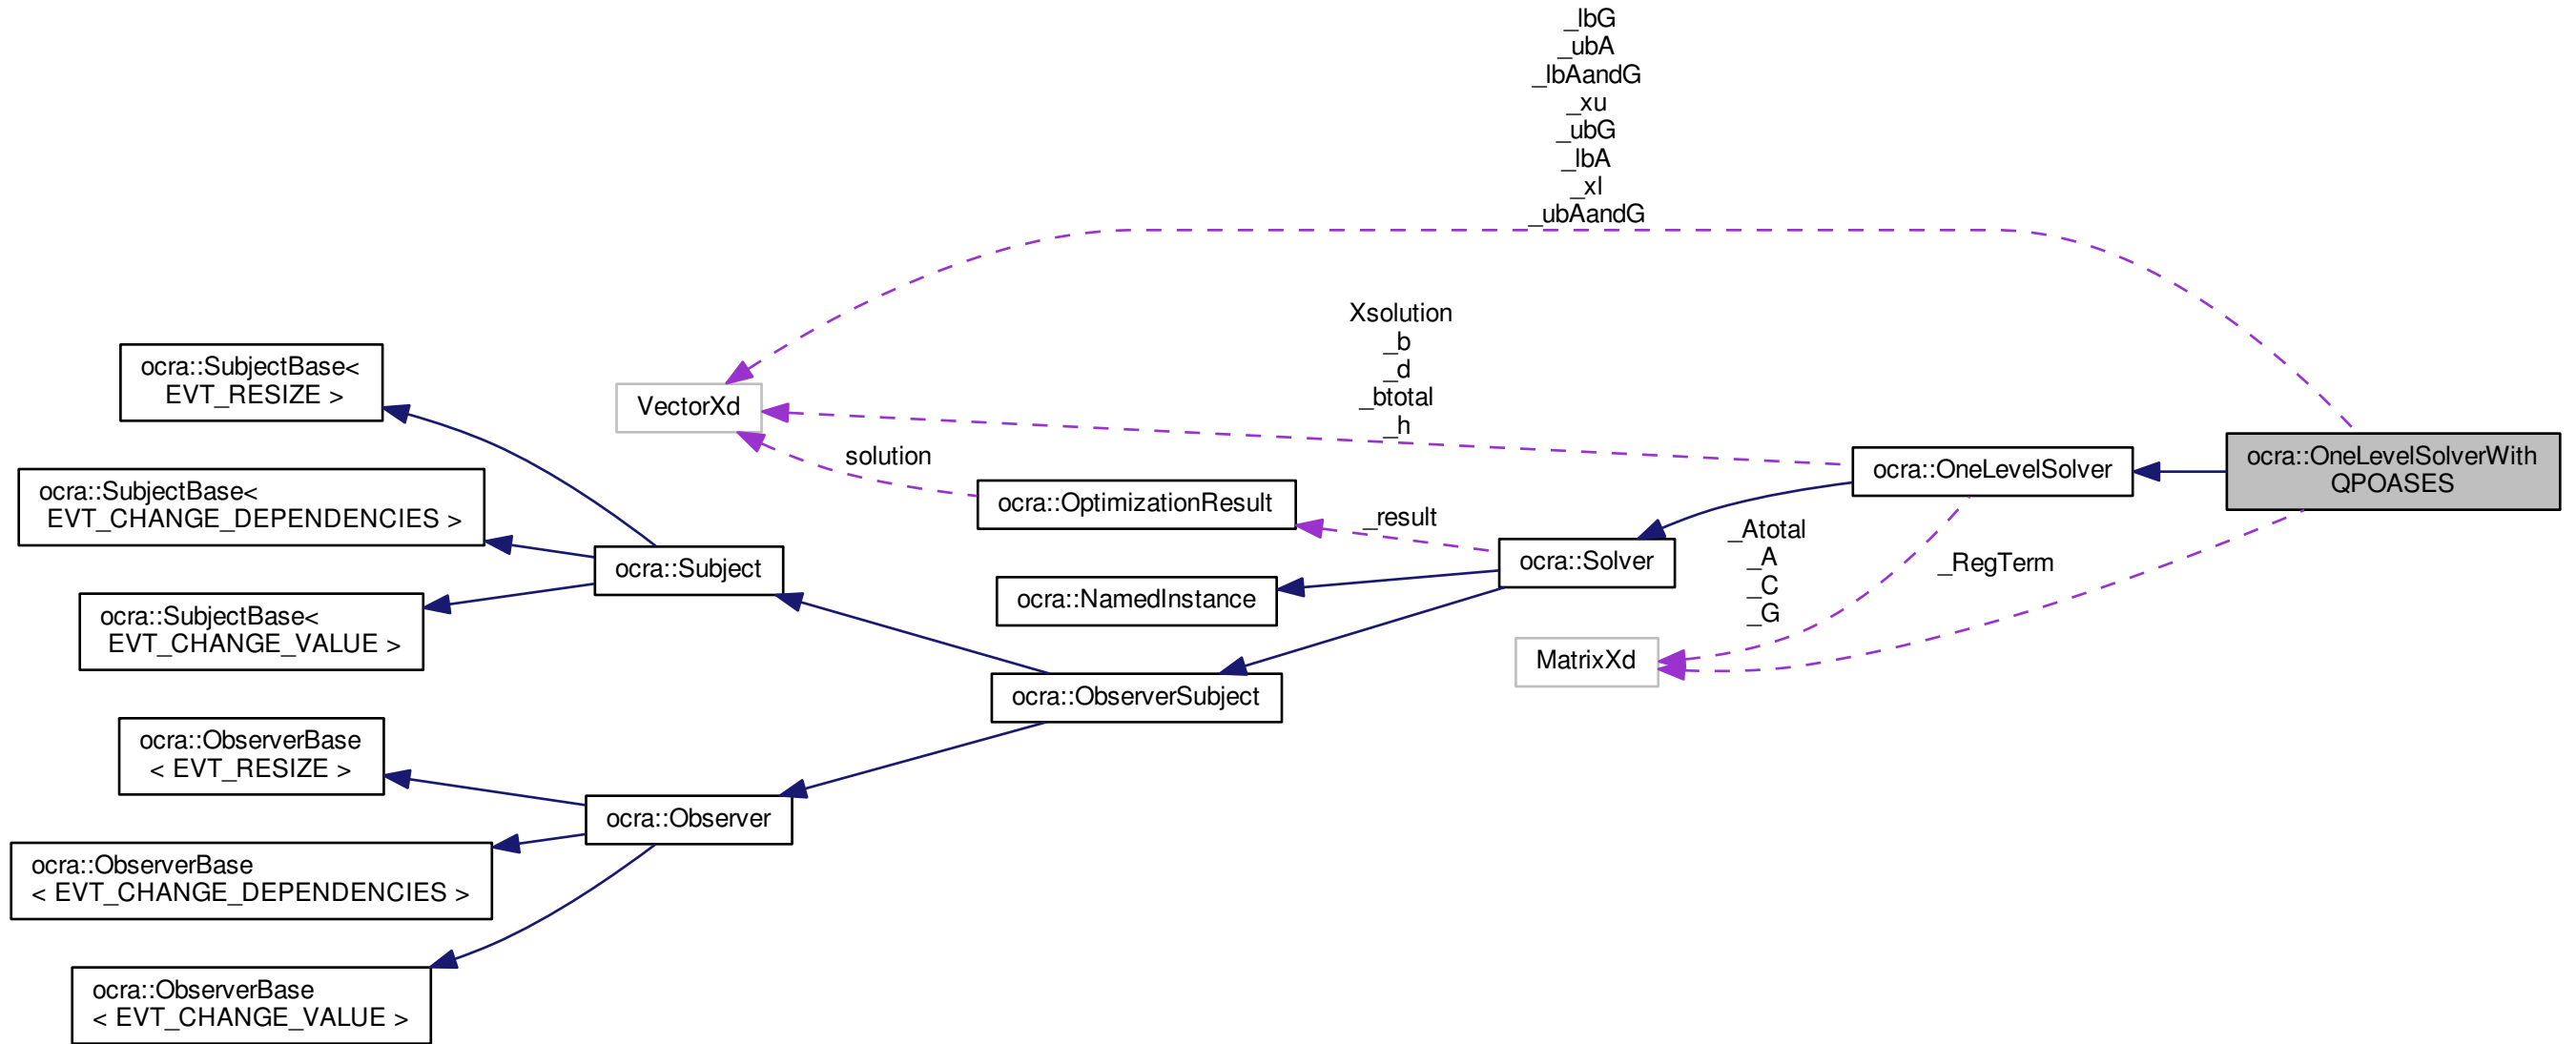 _lbG
_ubA
_lbAandG
_xu
_ubG
_lbA
_xl
_ubAandG
Xsolution
_b
_d
_btotal
_h
ocra::SubjectBase<
EVT_RESIZE >
VectorXd
solution
ocra::OneLevelSolver
ocra::OneLevelSolverWith
QPOASES
ocra::SubjectBase<
EVT_CHANGE_DEPENDENCIES >
ocra::OptimizationResult
_result
_Atotal
_A
_C
_G
_RegTerm
ocra::Subject
ocra::Solver
ocra::NamedInstance
ocra::SubjectBase<
EVT_CHANGE_VALUE >
MatrixXd
ocra::ObserverSubject
ocra::ObserverBase
< EVT_RESIZE >
ocra::Observer
ocra::ObserverBase
< EVT_CHANGE_DEPENDENCIES >
ocra::ObserverBase
< EVT_CHANGE_VALUE >